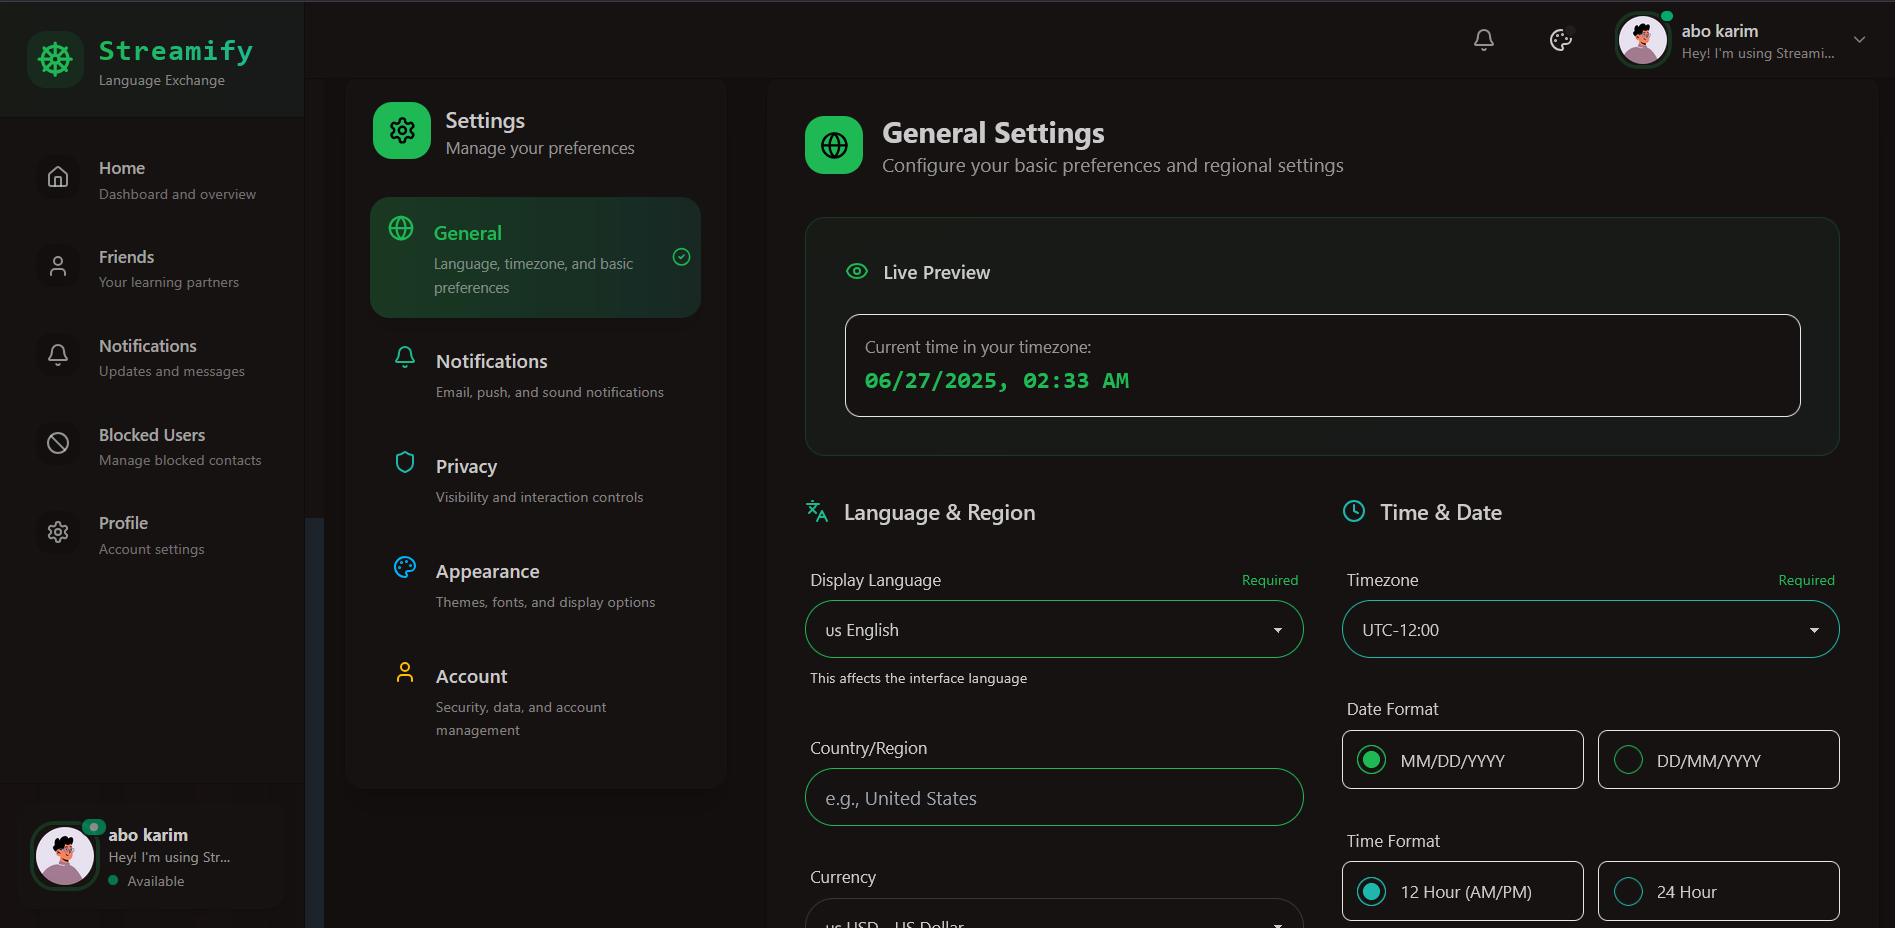 Streamify
Language Exchange
Home
Dashboard and overview
Friends
Your learning partners
Notifications
Updates and messages
Blocked Users
Manage blocked contacts
Profile
Account settings
abo karim
Hey! I'm using Str...
Available
abo karim
Hey! I'm using Streami...
Settings
Manage your preferences
General
Language, timezone, and basic
preferences
Notifications
Email, push, and sound notifications
Privacy
Visibility and interaction controls
Appearance
Themes, fonts, and display options
Account
Security, data, and account
management
General Settings
Configure your basic preferences and regional settings
Live Preview
Current time in your timezone:
06/27/2025, 02:33 AM
Language & Region
Display Language Required
us English
This affects the interface language
Country/Region
e.g., United States
Currency
us USD - US Dollar
Time & Date
Timezone Required
UTC-12:00
Date Format
MM/DD/YYYY
DD/MM/YYYY
Time Format
12 Hour (AM/PM)
24 Hour